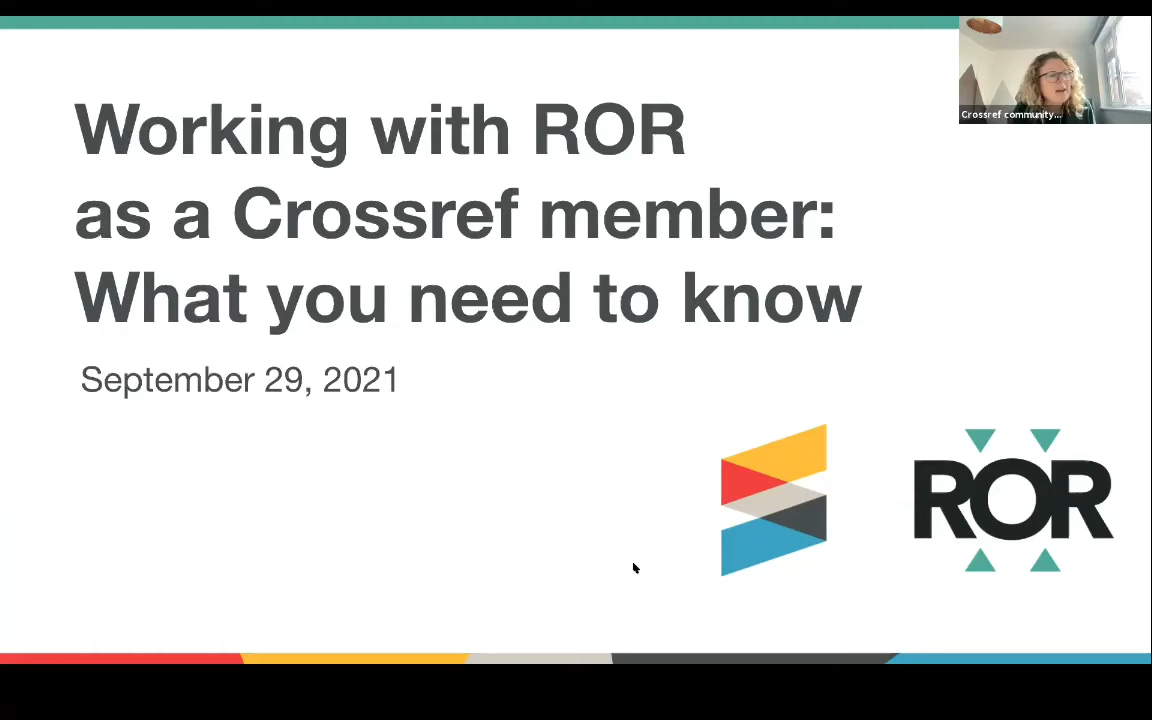 Crossref community...
Working with ROR
as a Crossref member:
What you need to know
September 29, 2021
ROR